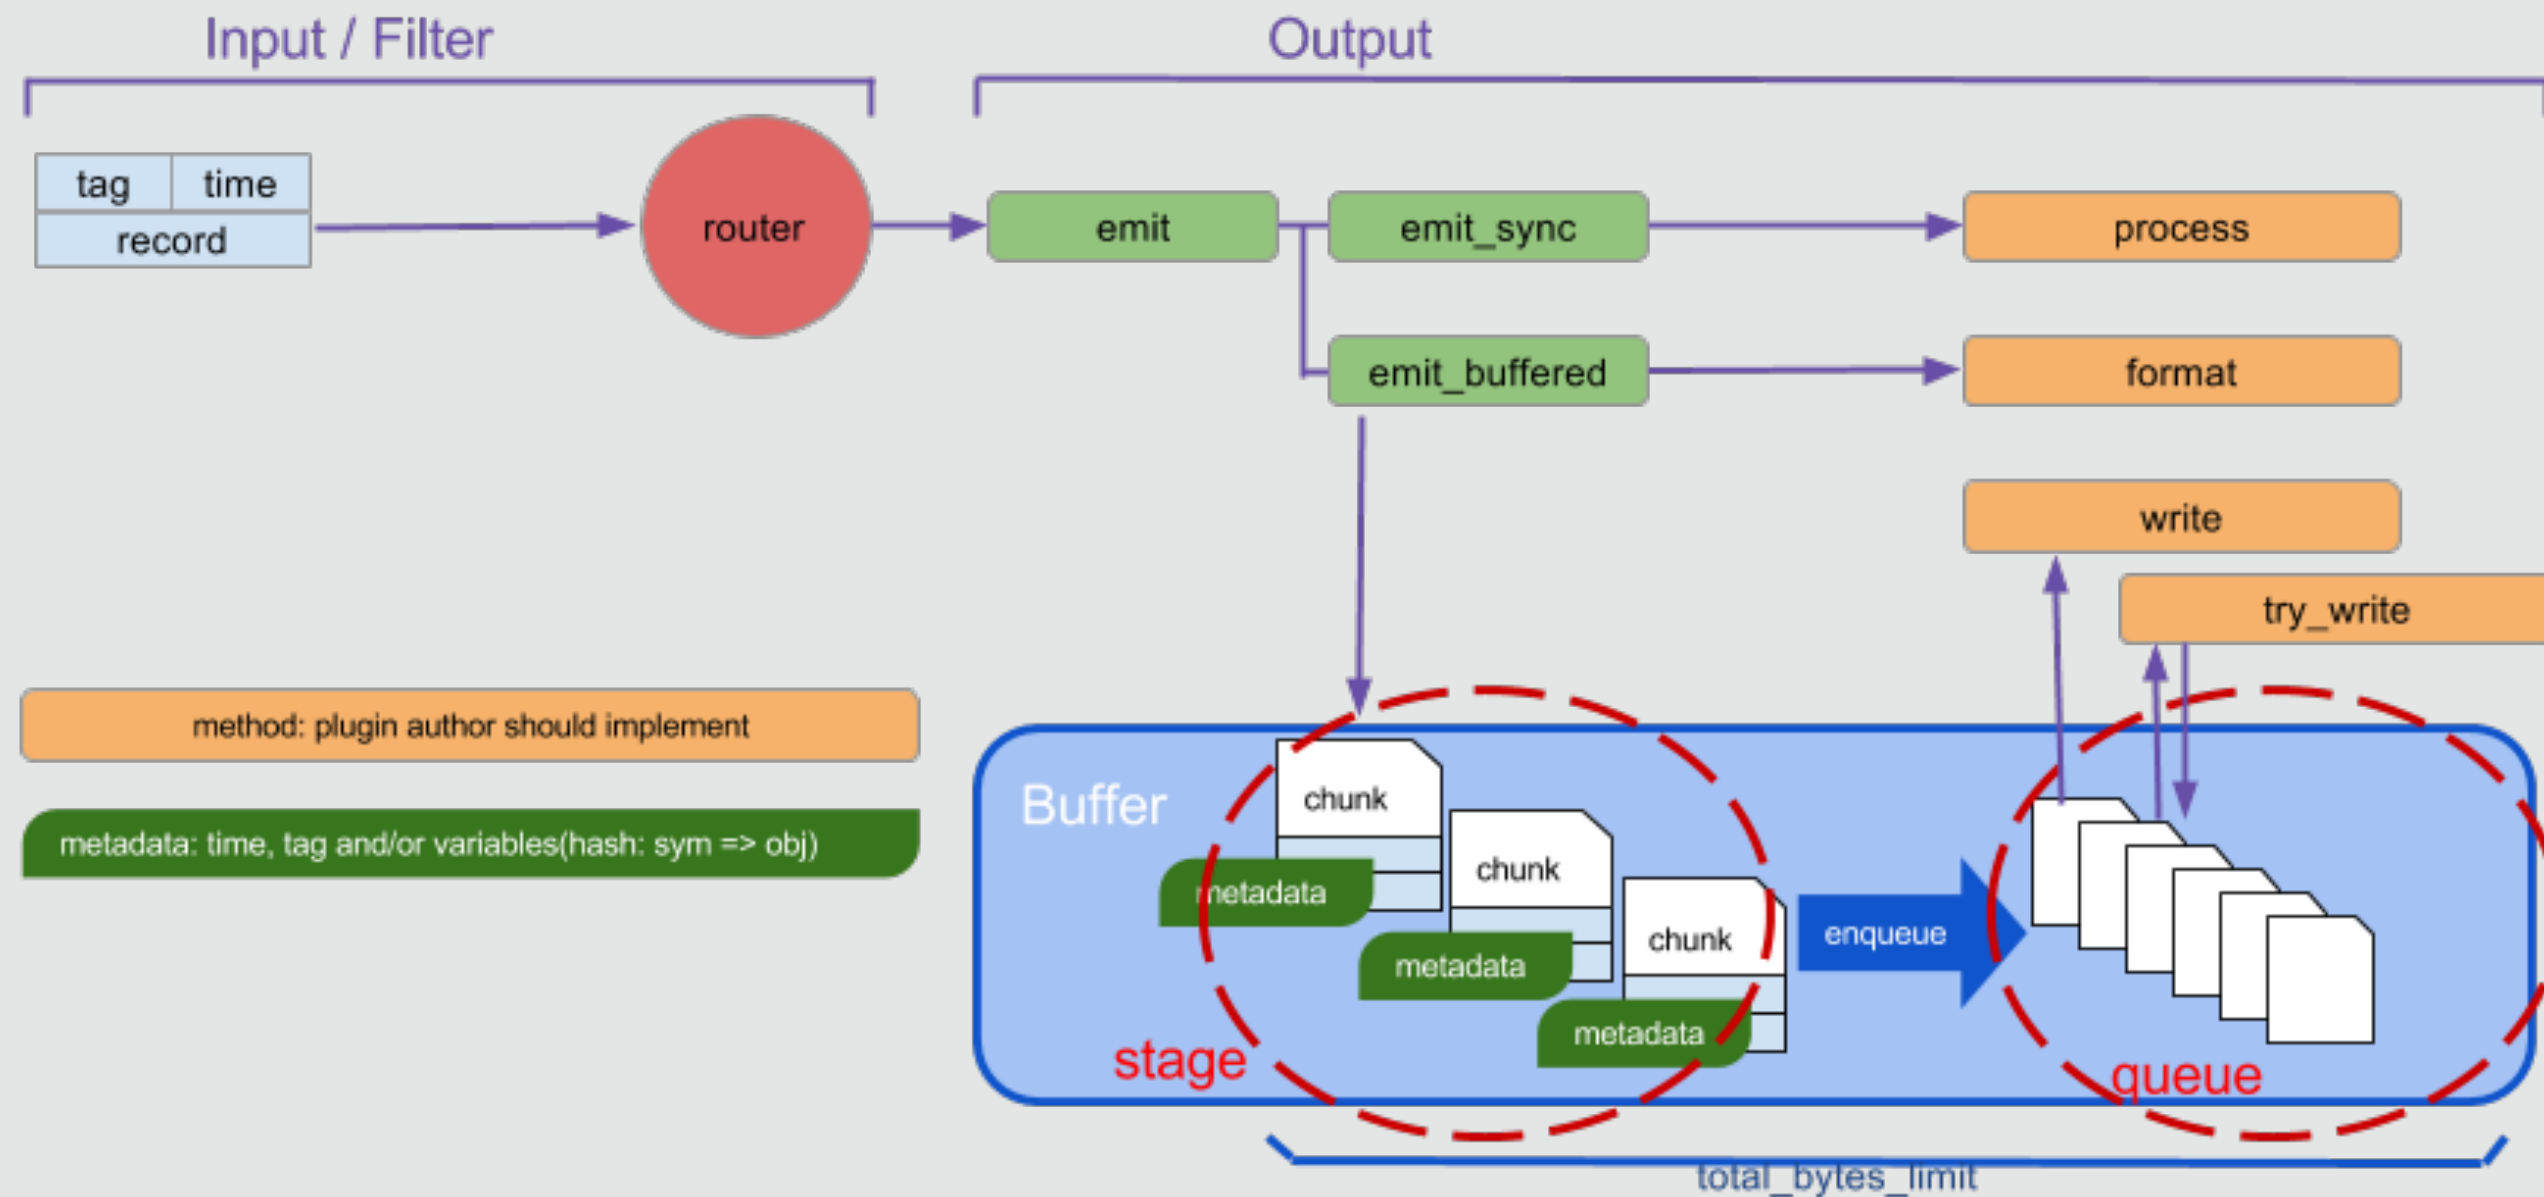 Input / Filter
Output
tag
time
record
router
emit
emit_sync
process
emit_buffered
format
write
try_write
method: plugin author should implement
metadata: time, tag and/or variables(hash: sym => obj)
Buffer
chunk
metadata
chunk
metadata
chunk
metadata
enqueue
stage
queue
total_bytes_limit